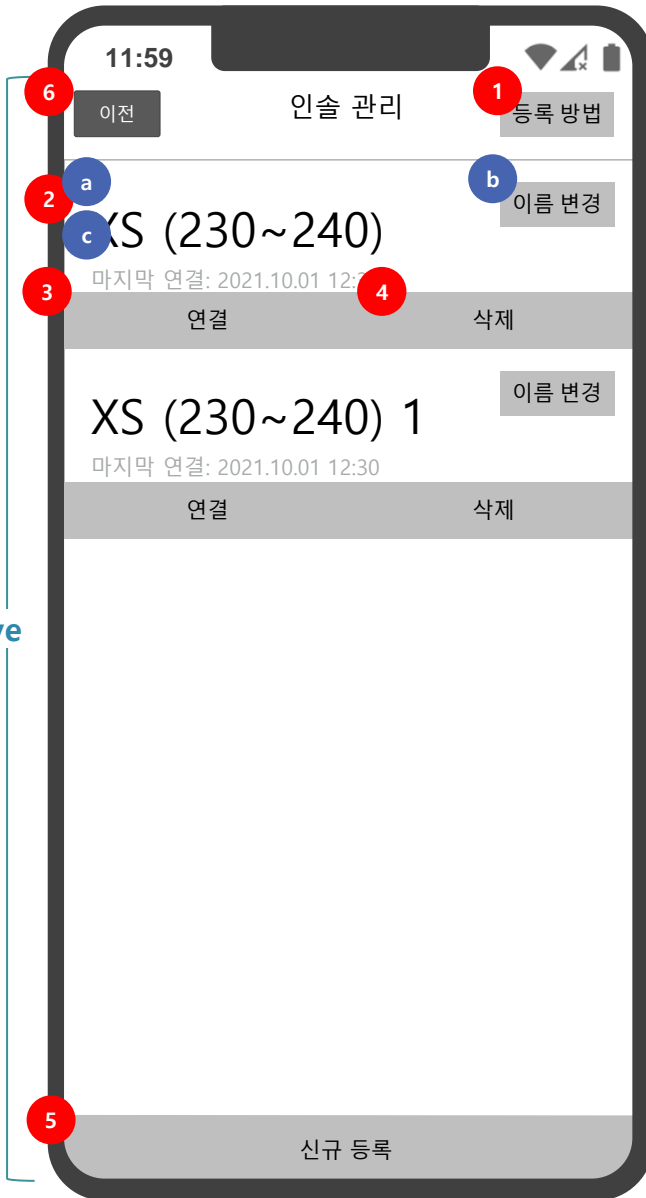 11:59
6
이전
인솔 관리
1
등록 방법
2
a
b
이름 변경
c
XS (230~240)
마지막 연결: 2021.10.01
3
4
연결
삭제
이름 변경
XS (230~240) 1
마지막 연결: 2021.10.01 12:30
연결
삭제
5
신규 등록